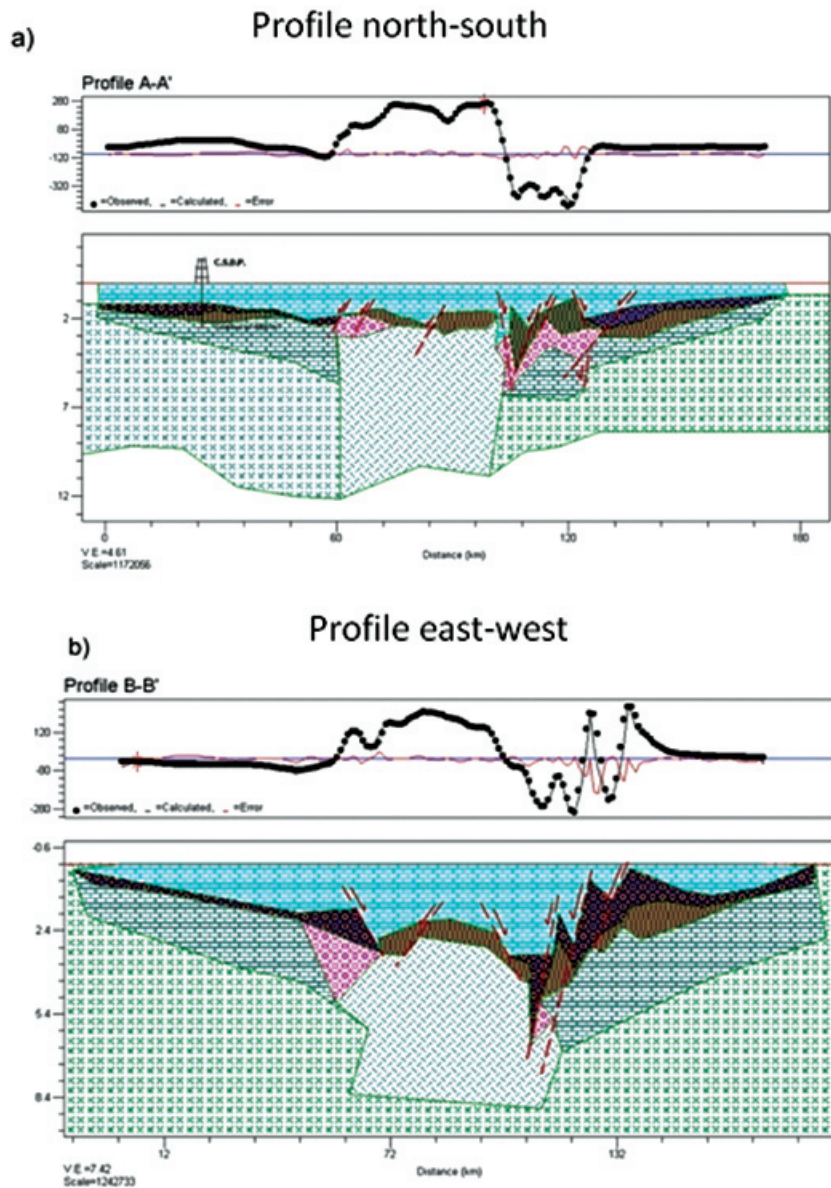 Profile north-south
a)
Profile A-A'
280
80
-120
-320
●=Observed, –=Calculated, –=Error
C.S.D.P.
2
7
12
0
60
120
180
V E =4.61
Distance (km)
Scale=1172056
Profile east-west
b)
Profile B-B'
120
-80
-280
●=Observed, –=Calculated, –=Error
-0.6
2.4
5.4
8.4
12
72
132
V E =7.42
Distance (km)
Scale=1242733